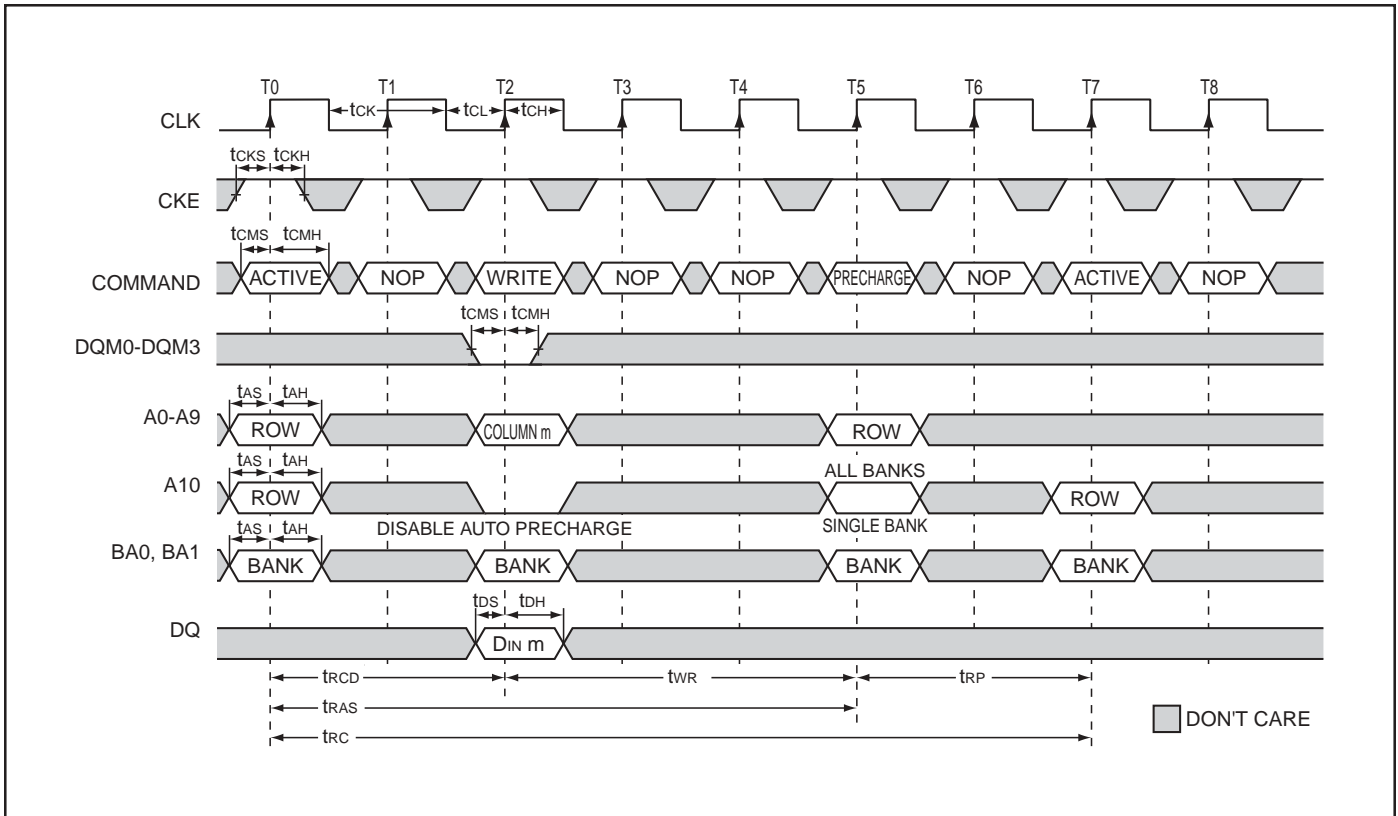 T0 T1 T2 T3 T4 T5 T6 T7 T8
tCK tCL tCH
CLK
tCKS tCKH
CKE
tCMS tCMH
COMMAND ACTIVE NOP WRITE NOP NOP PRECHARGE NOP ACTIVE NOP
tCMS tCMH
DQM0-DQM3
tAS tAH
A0-A9 ROW COLUMN m ROW
tAS tAH ALL BANKS
A10 ROW ROW
tAS tAH DISABLE AUTO PRECHARGE SINGLE BANK
BA0, BA1 BANK BANK BANK BANK
tDS tDH
DQ DIN m
tRCD tWR tRP
tRAS
tRC
DON'T CARE